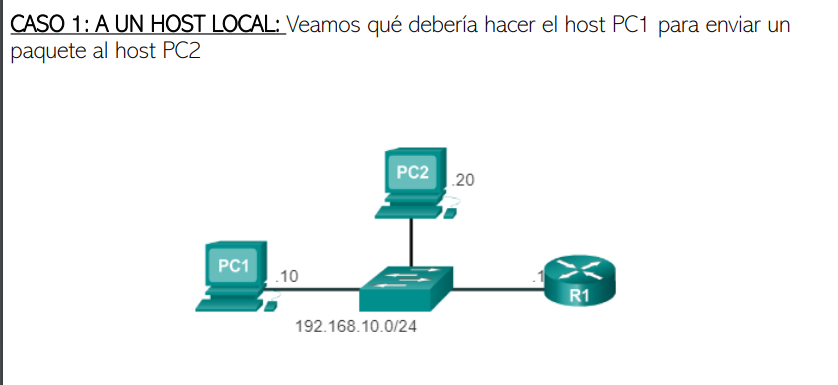 CASO 1: A UN HOST LOCAL: Veamos qué debería hacer el host PC1 para enviar un
paquete al host PC2
PC2
.20
PC1
.10
.1
R1
192.168.10.0/24